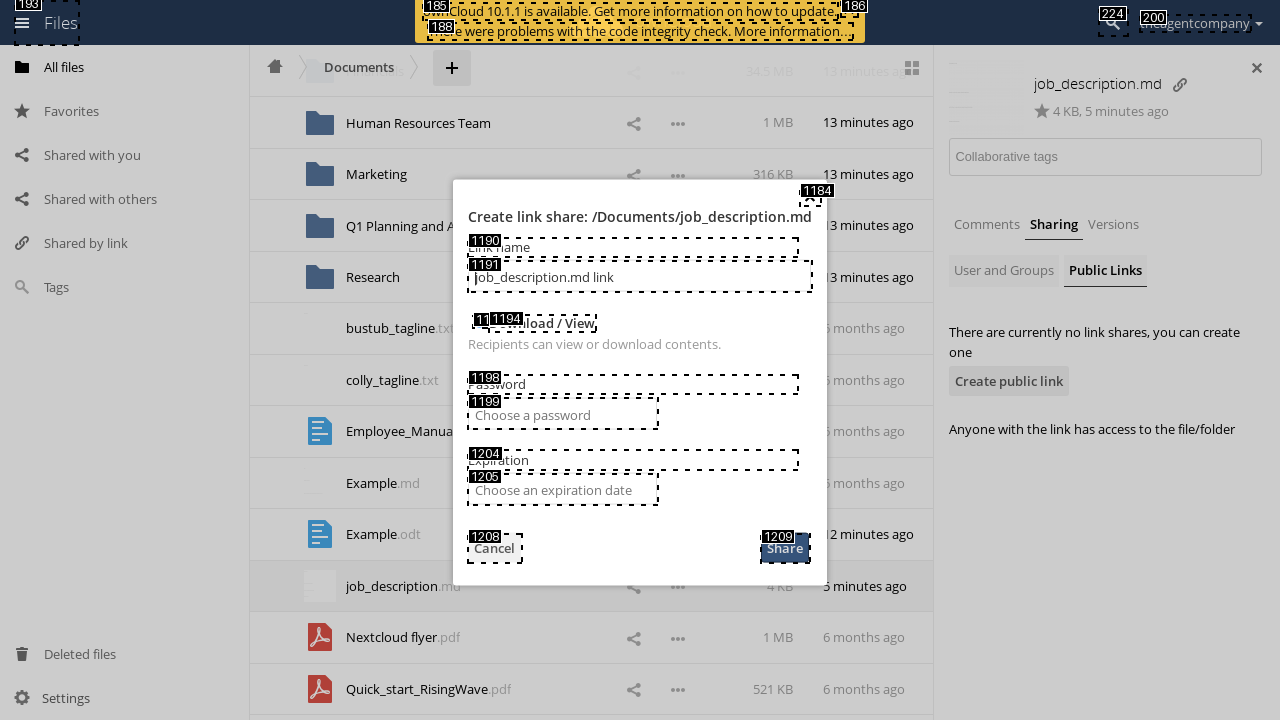 193
Files
185
Cloud 10.1.1 is available. Get more information on how to update.
186
188
were problems with the code integrity check. More information...
224
200
theagentcompany
All files
Favorites
Shared with you
Shared with others
Shared by link
Tags
Deleted files
Settings
Documents
+
34.5 MB
13 minutes ago
Human Resources Team
1 MB
13 minutes ago
Marketing
316 KB
13 minutes ago
Q1 Planning and A
13 minutes ago
Research
13 minutes ago
bustub_tagline.txt
6 months ago
colly_tagline.txt
6 months ago
Employee_Manua
6 months ago
Example.md
6 months ago
Example.odt
12 minutes ago
job_description.md
4 KB
5 minutes ago
Nextcloud flyer.pdf
1 MB
6 months ago
Quick_start_RisingWave.pdf
521 KB
6 months ago
1184
Create link share: /Documents/job_description.md
1190
Link name
1191
job_description.md link
11
1194
Download / View
Recipients can view or download contents.
1198
Password
1199
Choose a password
1204
Expiration
1205
Choose an expiration date
1208
Cancel
1209
Share
job_description.md
4 KB, 5 minutes ago
Collaborative tags
Comments
Sharing
Versions
User and Groups
Public Links
There are currently no link shares, you can create
one
Create public link
Anyone with the link has access to the file/folder